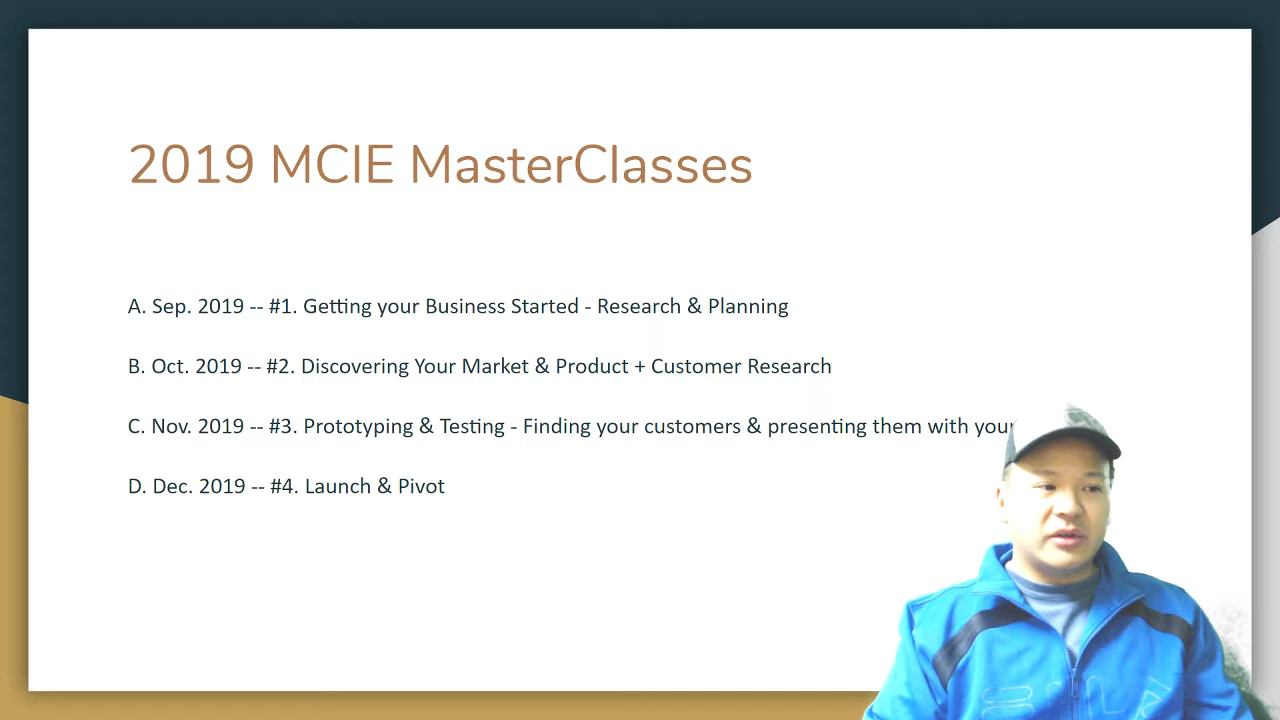 2019 MCIE MasterClasses
A. Sep. 2019 -- #1. Getting your Business Started - Research & Planning
B. Oct. 2019 -- #2. Discovering Your Market & Product + Customer Research
C. Nov. 2019 -- #3. Prototyping & Testing - Finding your customers & presenting them with your
D. Dec. 2019 -- #4. Launch & Pivot